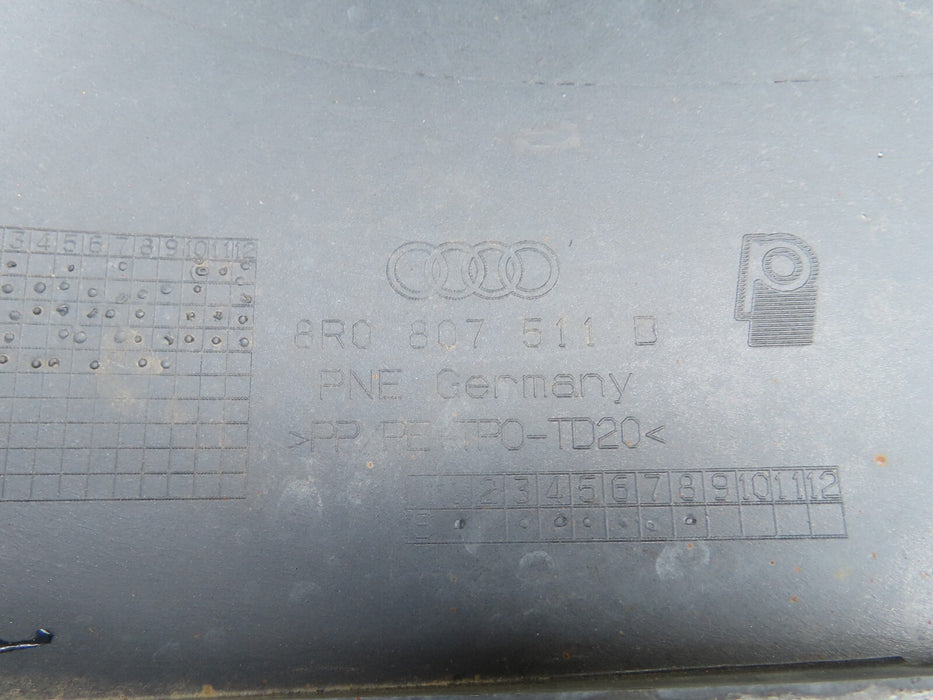 3 4 5 6 7 8 9 10 11 12
8R0 807 511 D
PNE Germany
>PP/PE TPO-TD20<
2 3 4 5 6 7 8 9 10 11 12